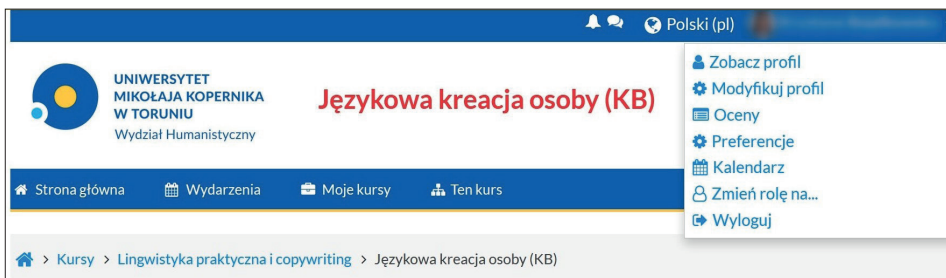 Polski (pl)
UNIWERSYTET
MIKOŁAJA KOPERNIKA
W TORUNIU
Wydział Humanistyczny
Językowa kreacja osoby (KB)
Zobacz profil
Modyfikuj profil
Oceny
Preferencje
Kalendarz
Zmień rolę na...
Wyloguj
Strona główna Wydarzenia Moje kursy Ten kurs
> Kursy > Lingwistyka praktyczna i copywriting > Językowa kreacja osoby (KB)